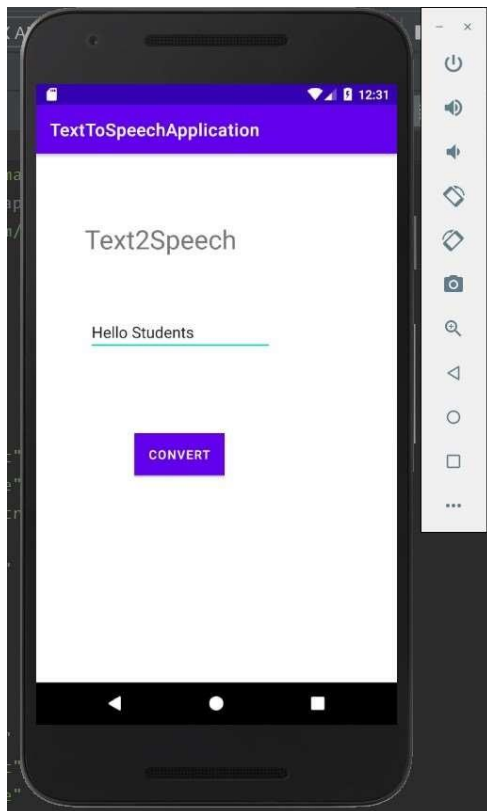 12:31
TextToSpeechApplication
Text2Speech
Hello Students
CONVERT